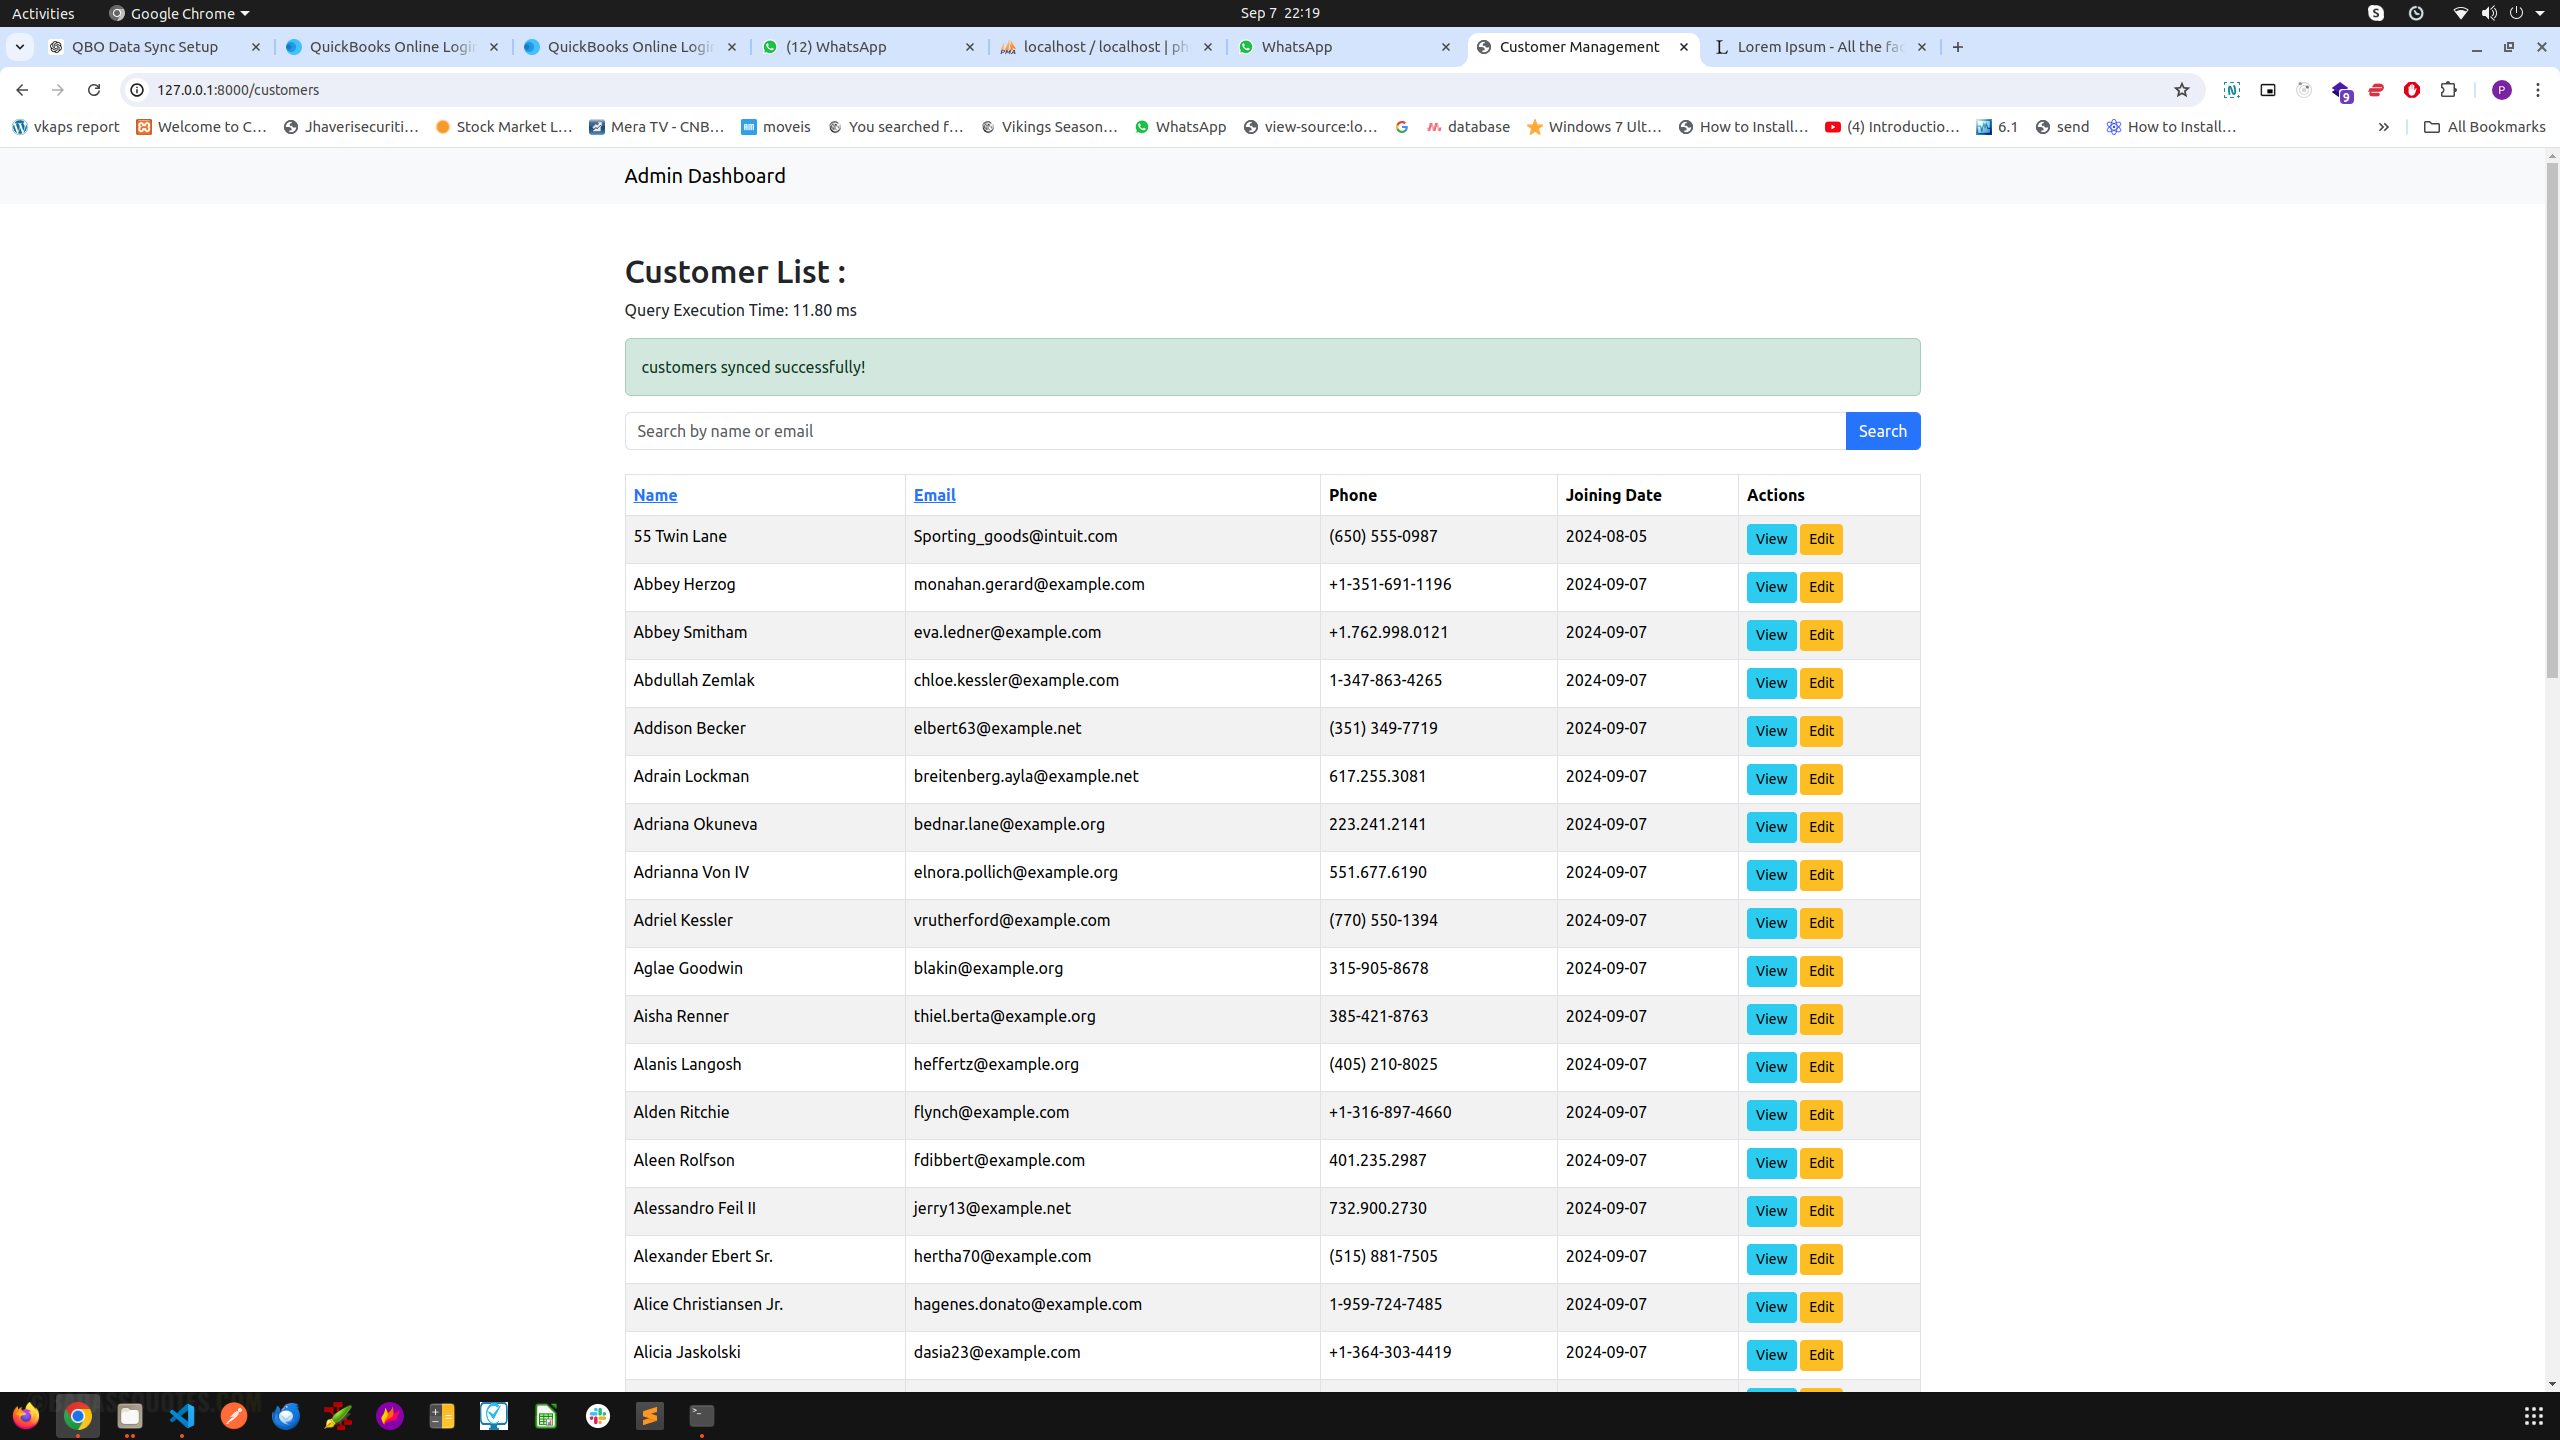 Activities Google Chrome Sep 7 22:19
QBO Data Sync Setup QuickBooks Online Login QuickBooks Online Login (12) WhatsApp localhost / localhost | ph WhatsApp Customer Management Lorem Ipsum - All the fac
127.0.0.1:8000/customers
vkaps report Welcome to C... Jhaverisecuriti... Stock Market L... Mera TV - CNB... moveis You searched f... Vikings Season... WhatsApp view-source:lo... database Windows 7 Ult... How to Install... (4) Introductio... 6.1 send How to Install... » All Bookmarks
Admin Dashboard
Customer List :
Query Execution Time: 11.80 ms
customers synced successfully!
Search by name or email Search
Name Email Phone Joining Date Actions
55 Twin Lane Sporting_goods@intuit.com (650) 555-0987 2024-08-05 View Edit
Abbey Herzog monahan.gerard@example.com +1-351-691-1196 2024-09-07 View Edit
Abbey Smitham eva.ledner@example.com +1.762.998.0121 2024-09-07 View Edit
Abdullah Zemlak chloe.kessler@example.com 1-347-863-4265 2024-09-07 View Edit
Addison Becker elbert63@example.net (351) 349-7719 2024-09-07 View Edit
Adrain Lockman breitenberg.ayla@example.net 617.255.3081 2024-09-07 View Edit
Adriana Okuneva bednar.lane@example.org 223.241.2141 2024-09-07 View Edit
Adrianna Von IV elnora.pollich@example.org 551.677.6190 2024-09-07 View Edit
Adriel Kessler vrutherford@example.com (770) 550-1394 2024-09-07 View Edit
Aglae Goodwin blakin@example.org 315-905-8678 2024-09-07 View Edit
Aisha Renner thiel.berta@example.org 385-421-8763 2024-09-07 View Edit
Alanis Langosh heffertz@example.org (405) 210-8025 2024-09-07 View Edit
Alden Ritchie flynch@example.com +1-316-897-4660 2024-09-07 View Edit
Aleen Rolfson fdibbert@example.com 401.235.2987 2024-09-07 View Edit
Alessandro Feil II jerry13@example.net 732.900.2730 2024-09-07 View Edit
Alexander Ebert Sr. hertha70@example.com (515) 881-7505 2024-09-07 View Edit
Alice Christiansen Jr. hagenes.donato@example.com 1-959-724-7485 2024-09-07 View Edit
Alicia Jaskolski dasia23@example.com +1-364-303-4419 2024-09-07 View Edit